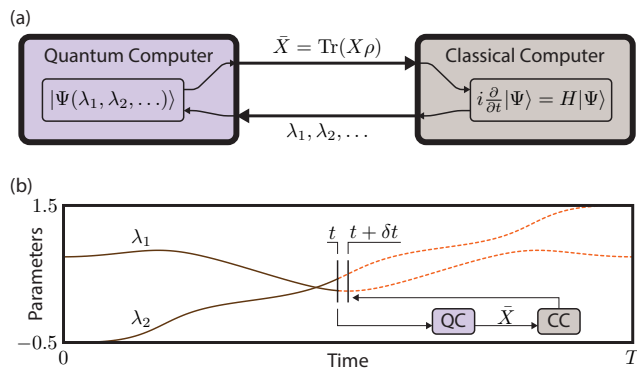 (a)
Quantum Computer
|Ψ(λ₁, λ₂, …)⟩
X̄ = Tr(Xρ)
λ₁, λ₂, …
Classical Computer
i ∂/∂t |Ψ⟩ = H|Ψ⟩
(b)
Parameters
1.5
−0.5
λ₁
λ₂
t
t + δt
QC
X̄
CC
0
Time
T